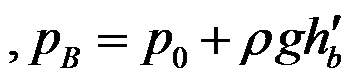 , p_B = p_0 + ρgh′_b